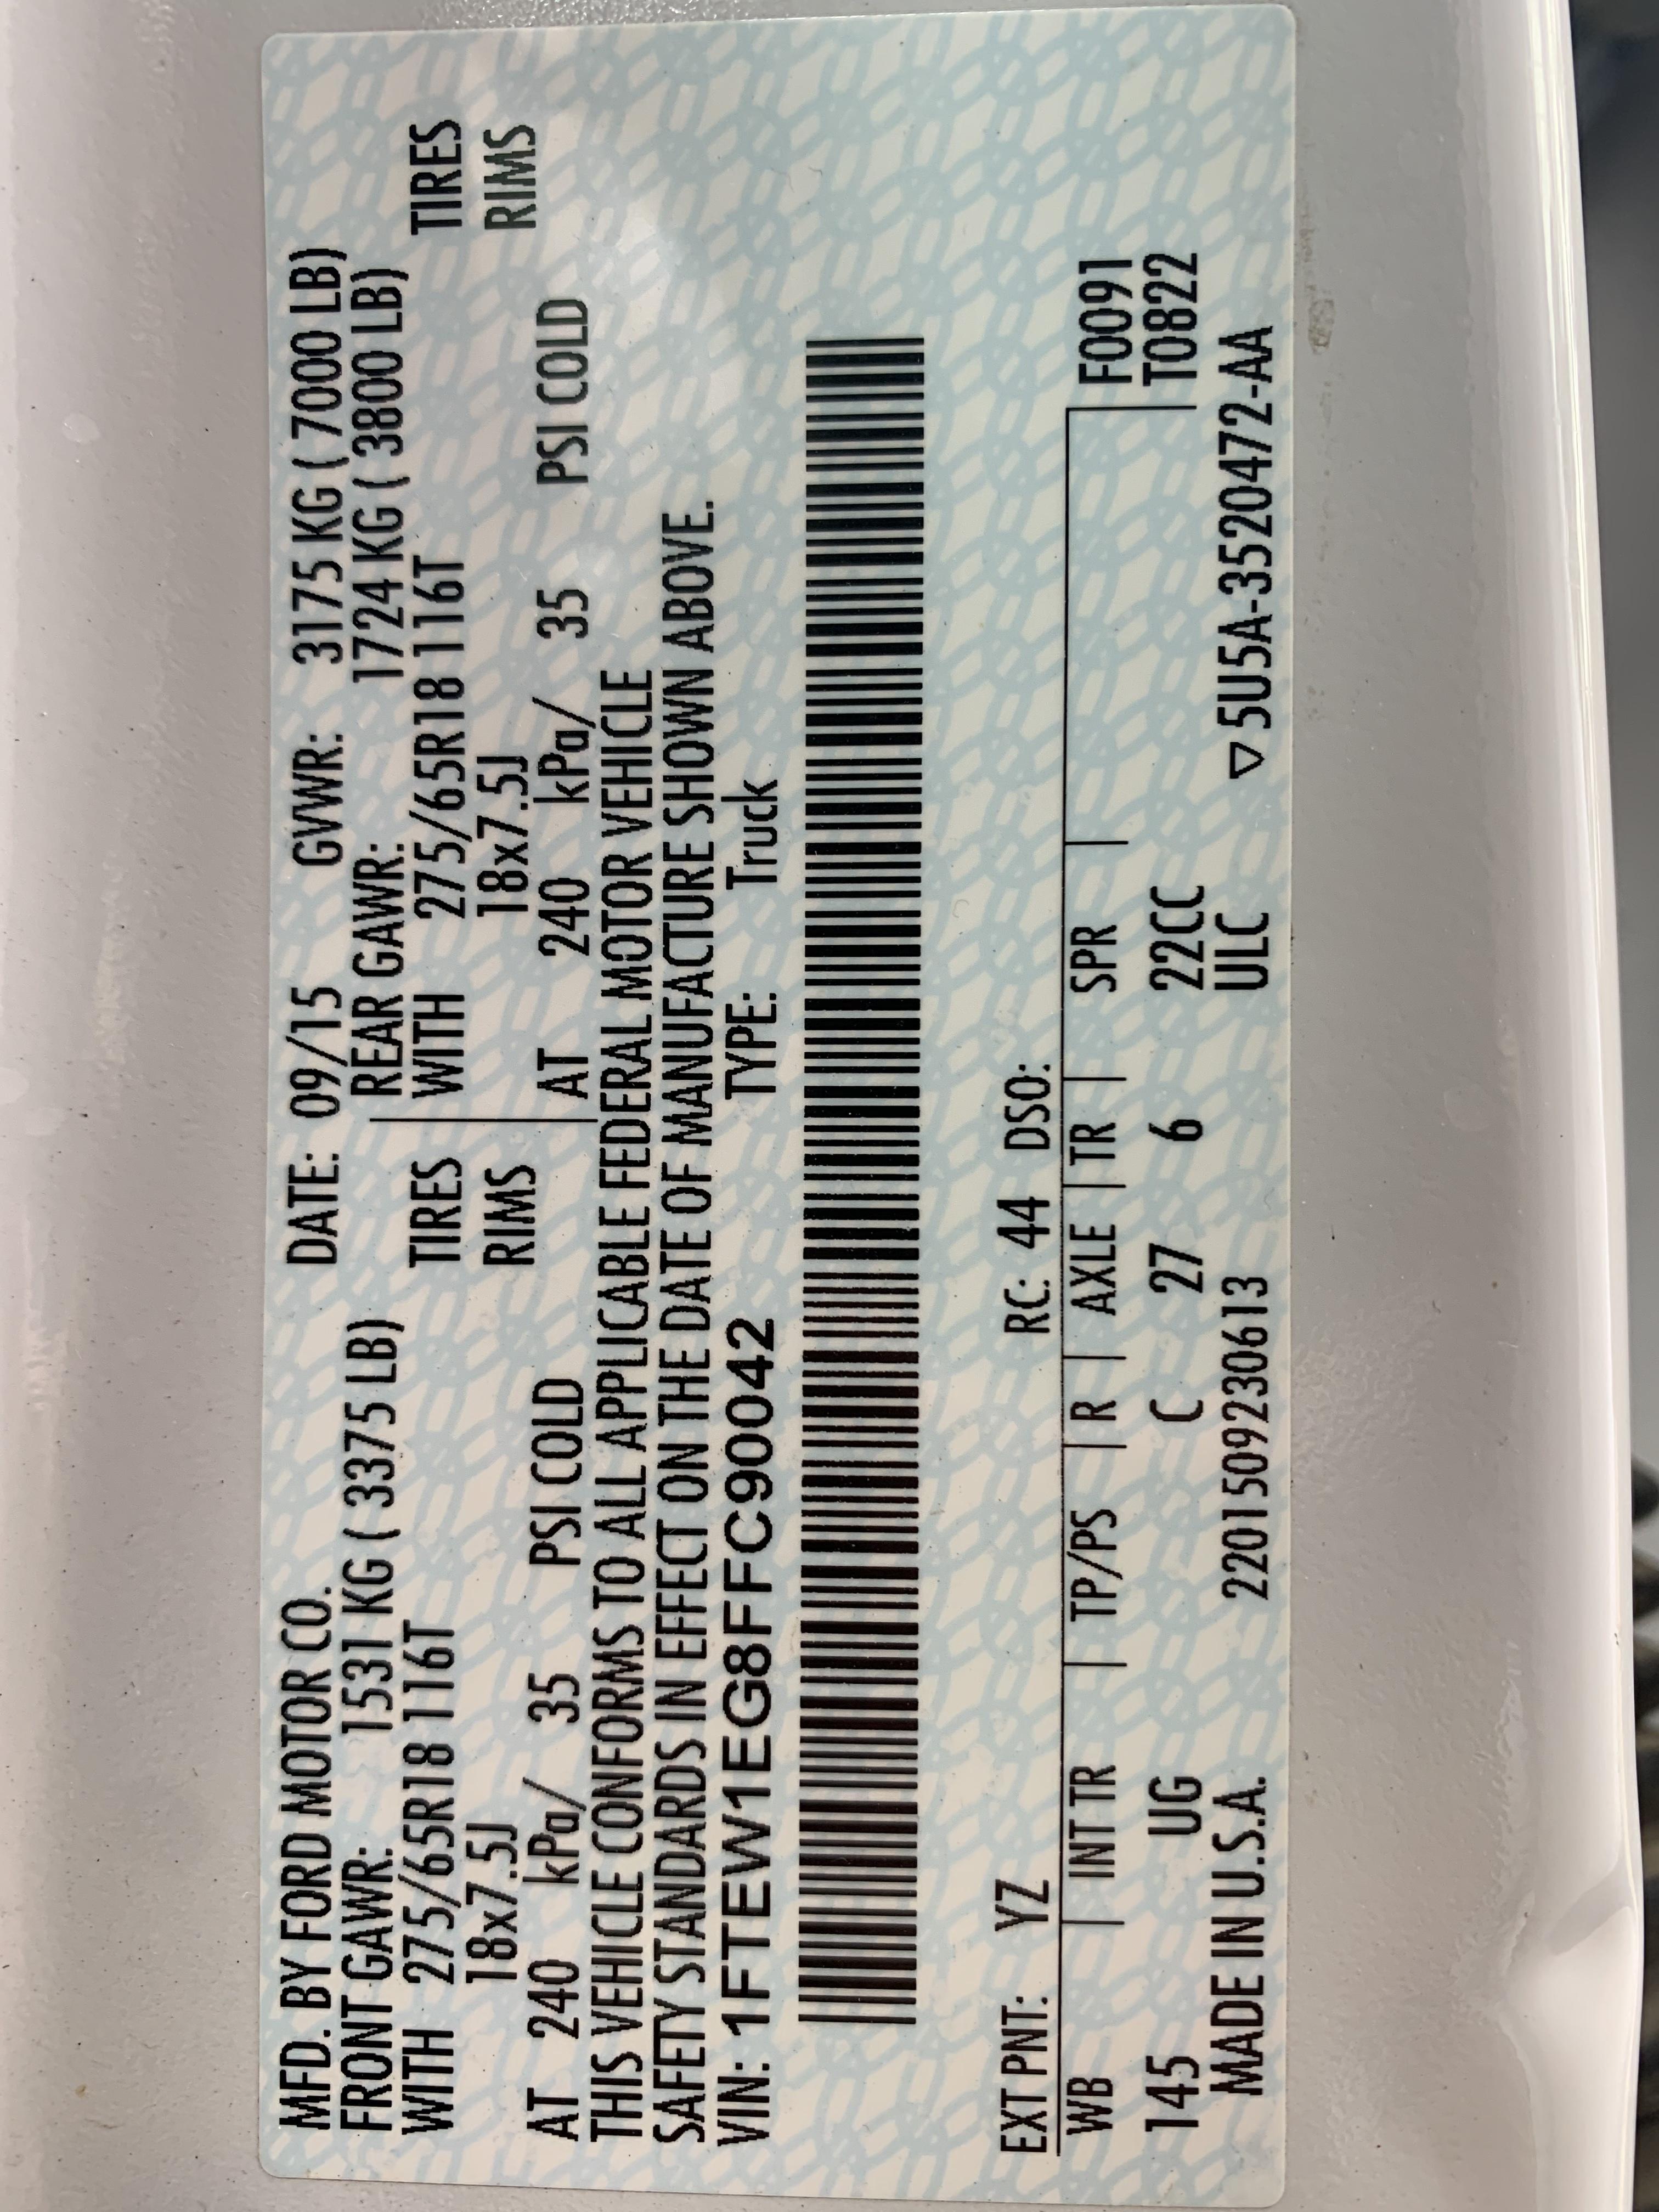 MFD. BY FORD MOTOR CO. DATE: 09/15 GVWR: 3175 KG ( 7000 LB)
FRONT GAWR: 1531 KG ( 3375 LB) REAR GAWR: 1724 KG ( 3800 LB)
WITH 275/65R18 116T TIRES WITH 275/65R18 116T TIRES
18x7.5J RIMS 18x7.5J RIMS
AT 240 kPa/ 35 PSI COLD AT 240 kPa/ 35 PSI COLD
THIS VEHICLE CONFORMS TO ALL APPLICABLE FEDERAL MOTOR VEHICLE
SAFETY STANDARDS IN EFFECT ON THE DATE OF MANUFACTURE SHOWN ABOVE.
VIN: 1FTEW1EG8FFC90042 TYPE: Truck
EXT PNT: YZ RC: 44 DSO:
WB | INT TR | TP/PS | R | AXLE | TR | SPR | F0091
145 UG C 27 6 22CC T0822
MADE IN U.S.A. 220150923O613 ULC ▽5U5A-3520472-AA